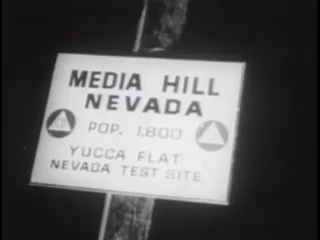 MEDIA HILL
NEVADA
POP. 1,800
YUCCA FLAT
NEVADA TEST SITE